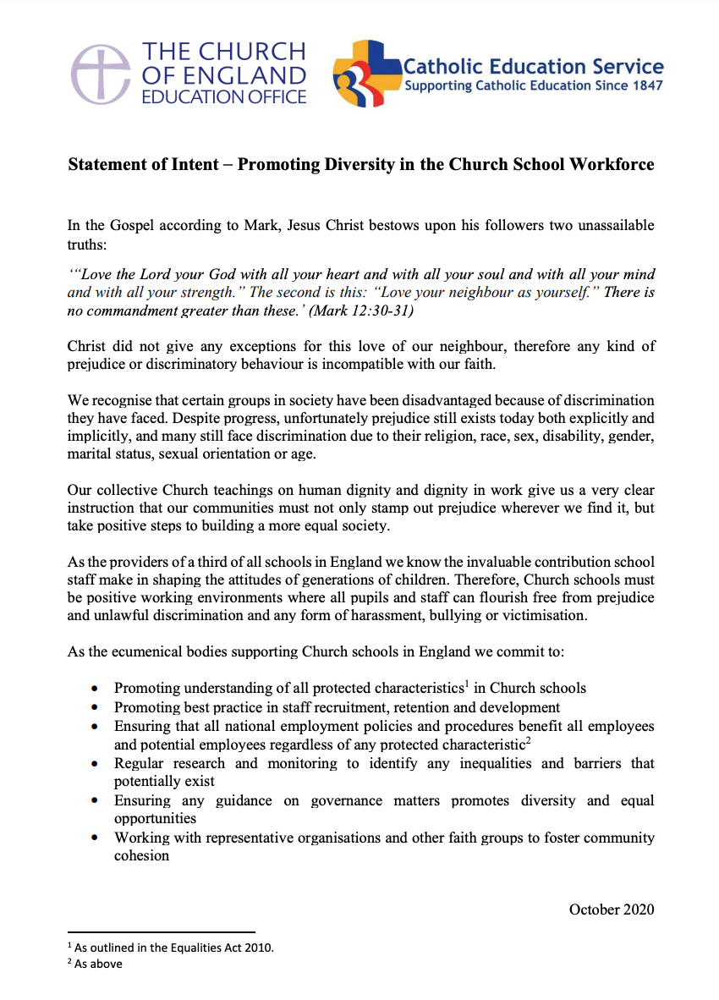 THE CHURCH
OF ENGLAND
EDUCATION OFFICE
Catholic Education Service
Supporting Catholic Education Since 1847
Statement of Intent – Promoting Diversity in the Church School Workforce
In the Gospel according to Mark, Jesus Christ bestows upon his followers two unassailable
truths:
‘“Love the Lord your God with all your heart and with all your soul and with all your mind
and with all your strength.” The second is this: “Love your neighbour as yourself.” There is
no commandment greater than these.’ (Mark 12:30-31)
Christ did not give any exceptions for this love of our neighbour, therefore any kind of
prejudice or discriminatory behaviour is incompatible with our faith.
We recognise that certain groups in society have been disadvantaged because of discrimination
they have faced. Despite progress, unfortunately prejudice still exists today both explicitly and
implicitly, and many still face discrimination due to their religion, race, sex, disability, gender,
marital status, sexual orientation or age.
Our collective Church teachings on human dignity and dignity in work give us a very clear
instruction that our communities must not only stamp out prejudice wherever we find it, but
take positive steps to building a more equal society.
As the providers of a third of all schools in England we know the invaluable contribution school
staff make in shaping the attitudes of generations of children. Therefore, Church schools must
be positive working environments where all pupils and staff can flourish free from prejudice
and unlawful discrimination and any form of harassment, bullying or victimisation.
As the ecumenical bodies supporting Church schools in England we commit to:
• Promoting understanding of all protected characteristics¹ in Church schools
• Promoting best practice in staff recruitment, retention and development
• Ensuring that all national employment policies and procedures benefit all employees
and potential employees regardless of any protected characteristic²
• Regular research and monitoring to identify any inequalities and barriers that
potentially exist
• Ensuring any guidance on governance matters promotes diversity and equal
opportunities
• Working with representative organisations and other faith groups to foster community
cohesion
October 2020
¹ As outlined in the Equalities Act 2010.
² As above